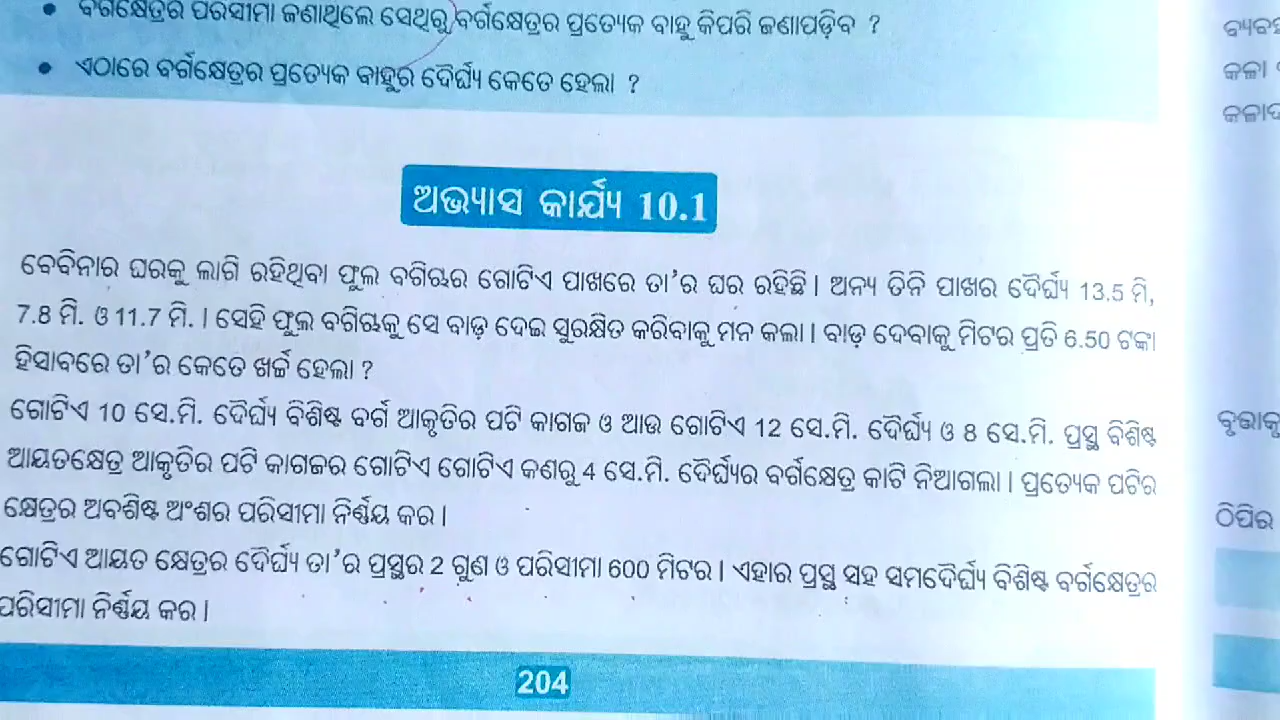 • ବର୍ଗକ୍ଷେତ୍ରର ପରିସୀମା ଜଣାଥିଲେ ସେଥିରୁ ବର୍ଗକ୍ଷେତ୍ରର ପ୍ରତ୍ୟେକ ବାହୁ କିପରି ଜଣାପଡ଼ିବ ?
• ଏଠାରେ ବର୍ଗକ୍ଷେତ୍ରର ପ୍ରତ୍ୟେକ ବାହୁର ଦୈର୍ଘ୍ୟ କେତେ ହେଲା ?
ଅଭ୍ୟାସ କାର୍ଯ୍ୟ 10.1
ବେବିନାର ଘରକୁ ଲାଗି ରହିଥିବା ଫୁଲ ବଗିଚ୍ଚର ଗୋଟିଏ ପାଖରେ ତା'ର ଘର ରହିଛି । ଅନ୍ୟ ତିନି ପାଖର ଦୈର୍ଘ୍ୟ 13.5 ମି,
7.8 ମି. ଓ 11.7 ମି. । ସେହି ଫୁଲ ବଗିଚ୍ଚକୁ ସେ ବାଡ଼ ଦେଇ ସୁରକ୍ଷିତ କରିବାକୁ ମନ କଲା । ବାଡ଼ ଦେବାକୁ ମିଟର ପ୍ରତି 6.50 ଟଙ୍କା
ହିସାବରେ ତା'ର କେତେ ଖର୍ଚ୍ଚ ହେଲା ?
ଗୋଟିଏ 10 ସେ.ମି. ଦୈର୍ଘ୍ୟ ବିଶିଷ୍ଟ ବର୍ଗ ଆକୃତିର ପଟି କାଗଜ ଓ ଆଉ ଗୋଟିଏ 12 ସେ.ମି. ଦୈର୍ଘ୍ୟ ଓ 8 ସେ.ମି. ପ୍ରସ୍ଥ ବିଶିଷ୍ଟ
ଆୟତକ୍ଷେତ୍ର ଆକୃତିର ପଟି କାଗଜର ଗୋଟିଏ ଗୋଟିଏ କଣରୁ 4 ସେ.ମି. ଦୈର୍ଘ୍ୟର ବର୍ଗକ୍ଷେତ୍ର କାଟି ନିଆଗଲା । ପ୍ରତ୍ୟେକ ପଟିର
କ୍ଷେତ୍ରର ଅବଶିଷ୍ଟ ଅଂଶର ପରିସୀମା ନିର୍ଣ୍ଣୟ କର ।
ଗୋଟିଏ ଆୟତ କ୍ଷେତ୍ରର ଦୈର୍ଘ୍ୟ ତା'ର ପ୍ରସ୍ଥର 2 ଗୁଣ ଓ ପରିସୀମା 600 ମିଟର । ଏହାର ପ୍ରସ୍ଥ ସହ ସମଦୈର୍ଘ୍ୟ ବିଶିଷ୍ଟ ବର୍ଗକ୍ଷେତ୍ରର
ପରିସୀମା ନିର୍ଣ୍ଣୟ କର ।
204
କଳା
ଠିପିର